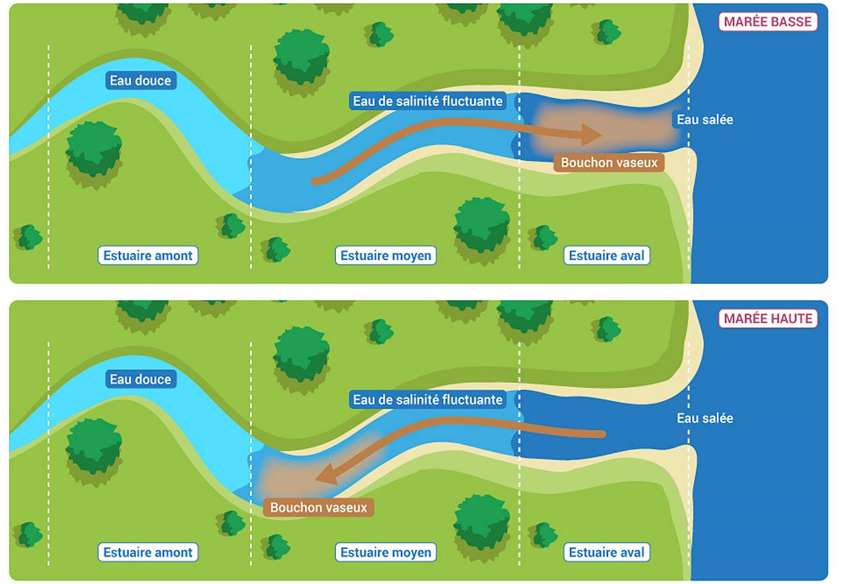 MARÉE BASSE
Eau douce
Eau de salinité fluctuante
Eau salée
Bouchon vaseux
Estuaire amont
Estuaire moyen
Estuaire aval
MARÉE HAUTE
Eau douce
Eau de salinité fluctuante
Eau salée
Bouchon vaseux
Estuaire amont
Estuaire moyen
Estuaire aval